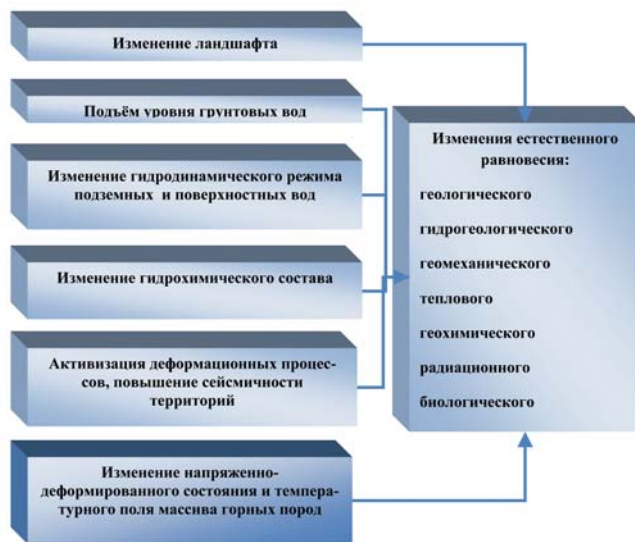 Изменение ландшафта
Подъём уровня грунтовых вод
Изменение гидродинамического режима
подземных и поверхностных вод
Изменение гидрохимического состава
Активизация деформационных процес-
сов, повышение сейсмичности
территорий
Изменение напряженно-
деформированного состояния и темпера-
турного поля массива горных пород
Изменения естественного
равновесия:
геологического
гидрогеологического
геомеханического
теплового
геохимического
радиационного
биологического